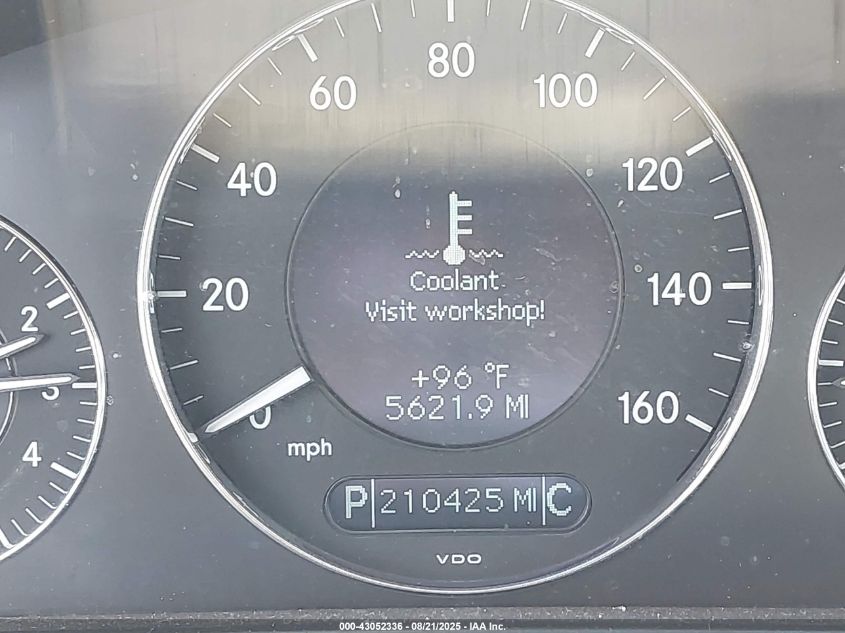 80
60
100
40
120
20
140
0
160
mph
Coolant
Visit workshop!
+96 °F
5621.9 MI
P 210425 MI C
VDO
2
3
4
000-43052336 - 08/21/2025 - IAA Inc.